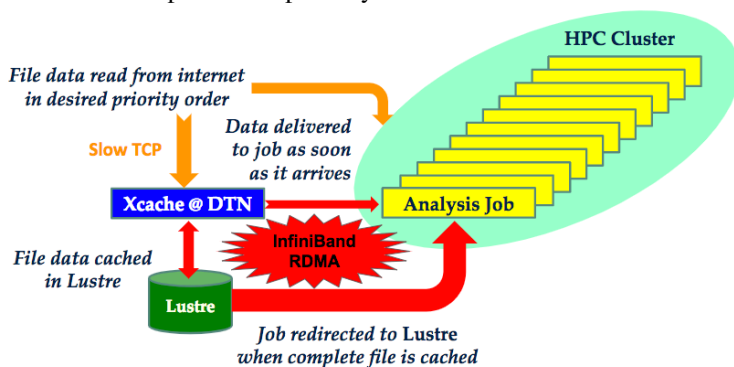 HPC Cluster
File data read from internet
in desired priority order
Data delivered
to job as soon
as it arrives
Slow TCP
Xcache @ DTN
Analysis Job
InfiniBand
RDMA
File data cached
in Lustre
Lustre
Job redirected to Lustre
when complete file is cached